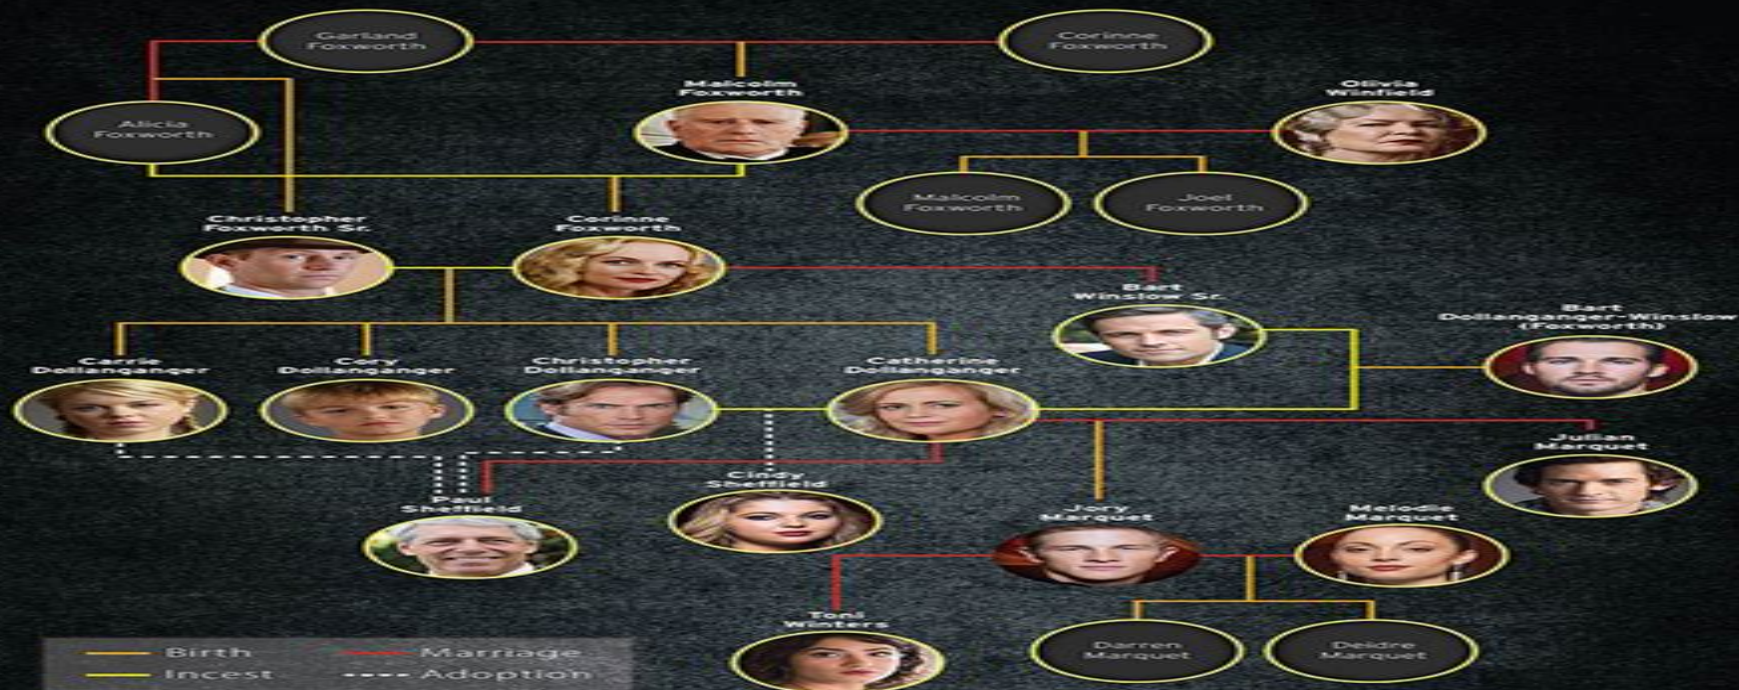 Garland
Foxworth
Corinne
Foxworth
Malcolm
Foxworth
Olivia
Winfield
Alicia
Foxworth
Malcolm
Foxworth
Joel
Foxworth
Christopher
Foxworth Sr.
Corinne
Foxworth
Bart
Winslow Sr.
Bart
Dollanganger-Winslow
(Foxworth)
Carrie
Dollanganger
Cory
Dollanganger
Christopher
Dollanganger
Catherine
Dollanganger
Julian
Marquet
Cindy
Sheffield
Paul
Sheffield
Jory
Marquet
Melodie
Marquet
Toni
Winters
Darren
Marquet
Deidre
Marquet
Birth
Marriage
Incest
Adoption